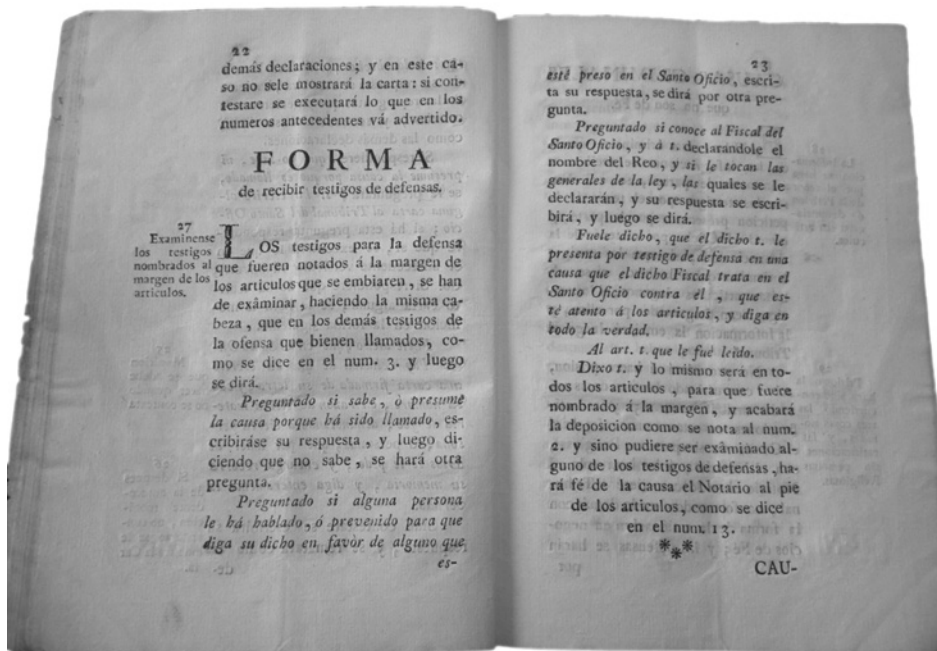 22
demás declaraciones; y en este ca-
so no sele mostrará la carta: si con-
testare se executará lo que en los
numeros antecedentes vá advertido.
FORMA
de recibir testigos de defensas.
27
Examinense
los testigos
nombrados al
margen de los
articulos.
LOS testigos para la defensa
que fueren notados á la margen de
los articulos que se embiaren, se han
de exâminar, haciendo la misma ca-
beza, que en los demás testigos de
la ofensa que bienen llamados, co-
mo se dice en el num. 3. y luego
se dirá.
Preguntado si sabe, ò presume
la causa porque há sido llamado, es-
cribiráse su respuesta, y luego di-
ciendo que no sabe, se hará otra
pregunta.
Preguntado si alguna persona
le há hablado, ó prevenido para que
diga su dicho en favòr de alguno que
es-
23
esté preso en el Santo Oficio, escri-
ta su respuesta, se dirá por otra pre-
gunta.
Preguntado si conoce al Fiscal del
Santo Oficio, y à t. declarandole el
nombre del Reo, y si le tocan las
generales de la ley, las quales se le
declararán, y su respuesta se escri-
birá, y luego se dirá.
Fuele dicho, que el dicho t. le
presenta por testigo de defensa en una
causa que el dicho Fiscal trata en el
Santo Oficio contra él, que es-
té atento á los articulos, y diga en
todo la verdad.
Al art. t. que le fué leido.
Dixo t. y lo mismo será en to-
dos los articulos, para que fuere
nombrado á la margen, y acabará
la deposicion como se nota al num.
2. y sino pudiere ser exâminado al-
guno de los testigos de defensas, ha-
rá fé de la causa el Notario al pie
de los articulos, como se dice
en el num. 13.
***
CAU-